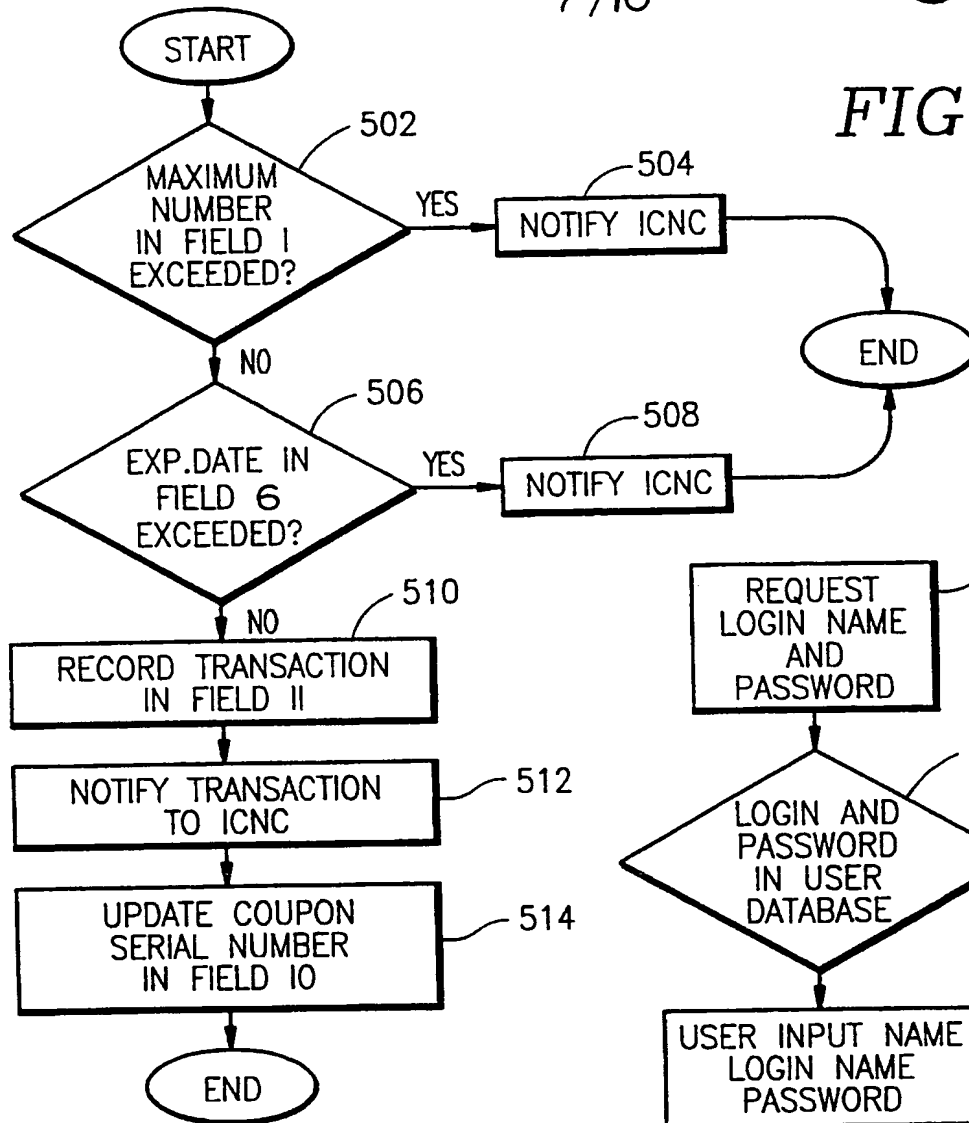 7/10
FIG
START
502
MAXIMUM
NUMBER
IN FIELD 1
EXCEEDED?
YES
504
NOTIFY ICNC
END
NO
506
EXP.DATE IN
FIELD 6
EXCEEDED?
YES
508
NOTIFY ICNC
NO
510
RECORD TRANSACTION
IN FIELD 11
512
NOTIFY TRANSACTION
TO ICNC
514
UPDATE COUPON
SERIAL NUMBER
IN FIELD 10
END
REQUEST
LOGIN NAME
AND
PASSWORD
LOGIN AND
PASSWORD
IN USER
DATABASE
USER INPUT NAME
LOGIN NAME
PASSWORD